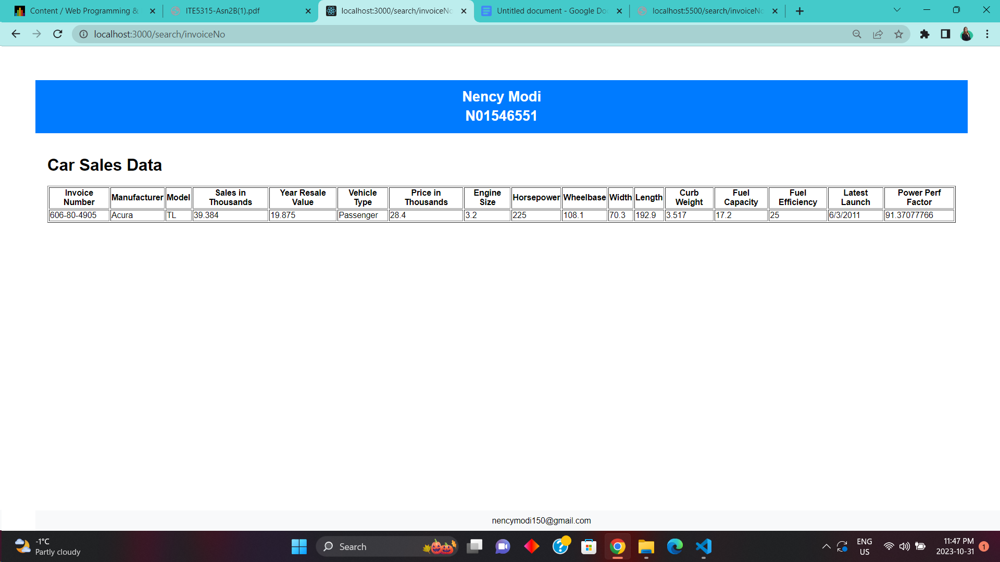 Content / Web Programming &
ITE5315-Asn2B(1).pdf
localhost:3000/search/invoiceNo
Untitled document - Google Do
localhost:5500/search/invoiceNo
localhost:3000/search/invoiceNo
Nency Modi
N01546551
Car Sales Data
Invoice Number Manufacturer Model Sales in Thousands Year Resale Value Vehicle Type Price in Thousands Engine Size Horsepower Wheelbase Width Length Curb Weight Fuel Capacity Fuel Efficiency Latest Launch Power Perf Factor
606-80-4905 Acura TL 39.384 19.875 Passenger 28.4 3.2 225 108.1 70.3 192.9 3.517 17.2 25 6/3/2011 91.37077766
nencymodi150@gmail.com
-1°C
Partly cloudy
Search
ENG
US
11:47 PM
2023-10-31
1